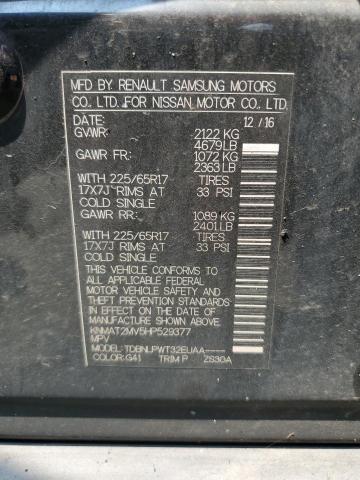 MFD BY RENAULT SAMSUNG MOTORS
CO. LTD. FOR NISSAN MOTOR CO., LTD.
DATE: 12 / 16
GVWR: 2122 KG
4679LB
GAWR FR: 1072 KG
2363 LB
WITH 225/65R17 TIRES
17X7J RIMS AT 33 PSI
COLD SINGLE
GAWR RR: 1089 KG
2401LB
WITH 225/65R17 TIRES
17X7J RIMS AT 33 PSI
COLD SINGLE
THIS VEHICLE CONFORMS TO
ALL APPLICABLE FEDERAL
MOTOR VEHICLE SAFETY AND
THEFT PREVENTION STANDARDS
IN EFFECT ON THE DATE OF
MANUFACTURE SHOWN ABOVE.
KNMAT2MV5HP529377
MPV
MODEL: TDBNLPWT32EUAA-----
COLOR: G41 TRIM P ZS30A